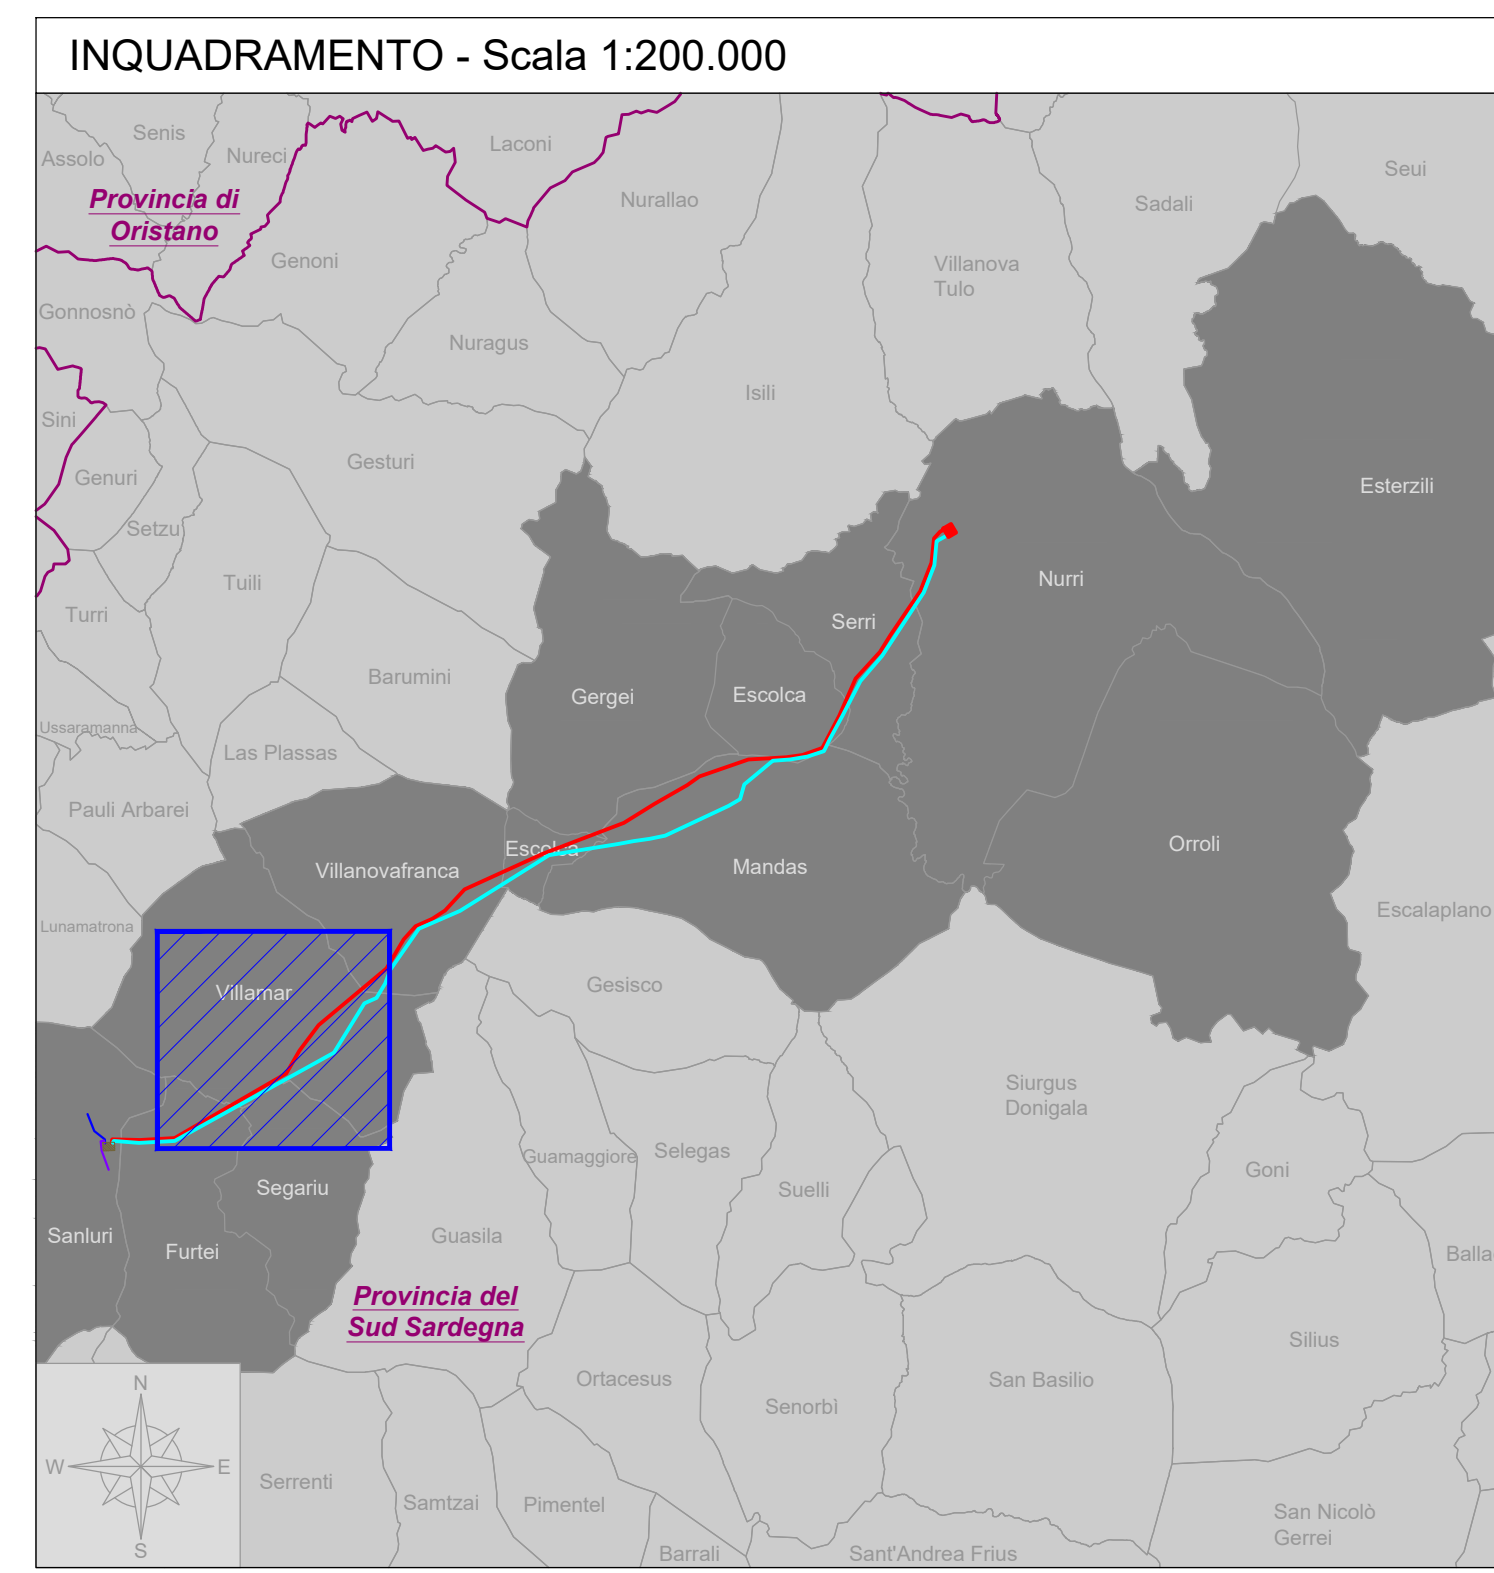 INQUADRAMENTO - Scala 1:200.000
Senis
Assolo
Nureci
Laconi
Seui
Provincia di
Oristano
Nurallao
Sadali
Genoni
Villanova
Tulo
Gonnosnò
Nuragus
Isili
Sini
Gesturi
Genuri
Esterzili
Setzu
Tuili
Nurri
Turri
Serri
Barumini
Gergei
Escolca
Ussaramanna
Las Plassas
Pauli Arbarei
Escolca
Orroli
Villanovafranca
Mandas
Escalaplano
Lunamatrona
Gesisco
Villamar
Siurgus
Donigala
Guamaggiore
Selegas
Goni
Segariu
Suelli
Sanluri
Furtei
Guasila
Balla
Provincia del
Sud Sardegna
Silius
Ortacesus
San Basilio
N
Senorbì
W
E
Serrenti
Samtzai
Pimentel
San Nicolò
Gerrei
S
Barrali
Sant'Andrea Frius